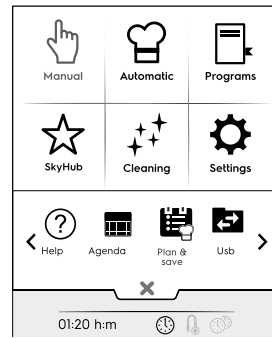 Manual Automatic Programs
SkyHub Cleaning Settings
Help Agenda Plan & save Usb
01:20 h:m